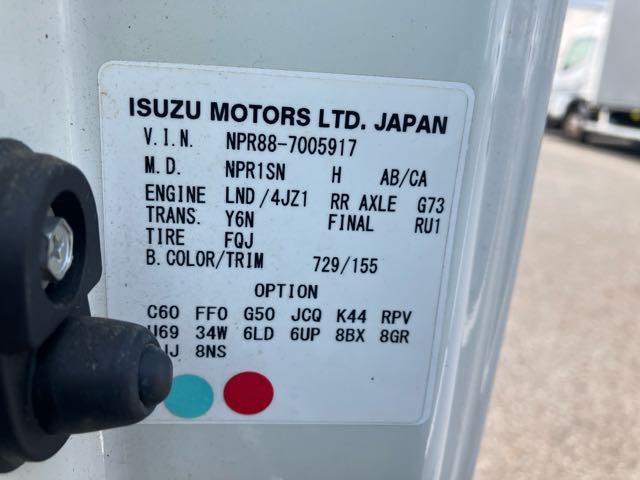 ISUZU MOTORS LTD. JAPAN
V.I.N. NPR88-7005917
M.D. NPR1SN H AB/CA
ENGINE LND/4JZ1 RR AXLE G73
TRANS. Y6N FINAL RU1
TIRE FQJ
B.COLOR/TRIM 729/155
OPTION
C60 FF0 G50 JCQ K44 RPV
U69 34W 6LD 6UP 8BX 8GR
8NS